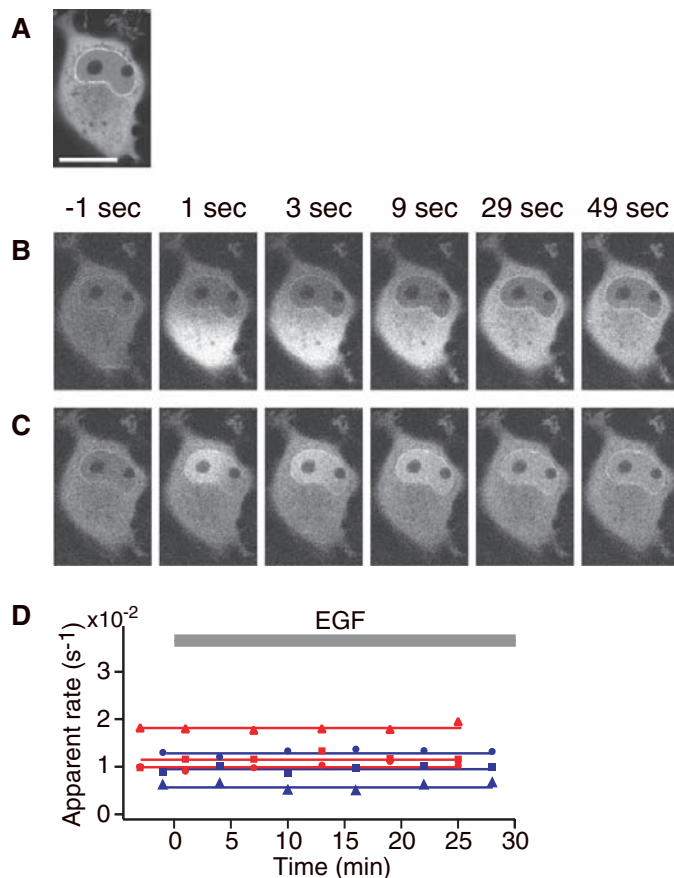 A
-1 sec 1 sec 3 sec 9 sec 29 sec 49 sec
B
C
D
x10-2
EGF
Apparent rate (s-1)
3
2
1
0
0 5 10 15 20 25 30
Time (min)